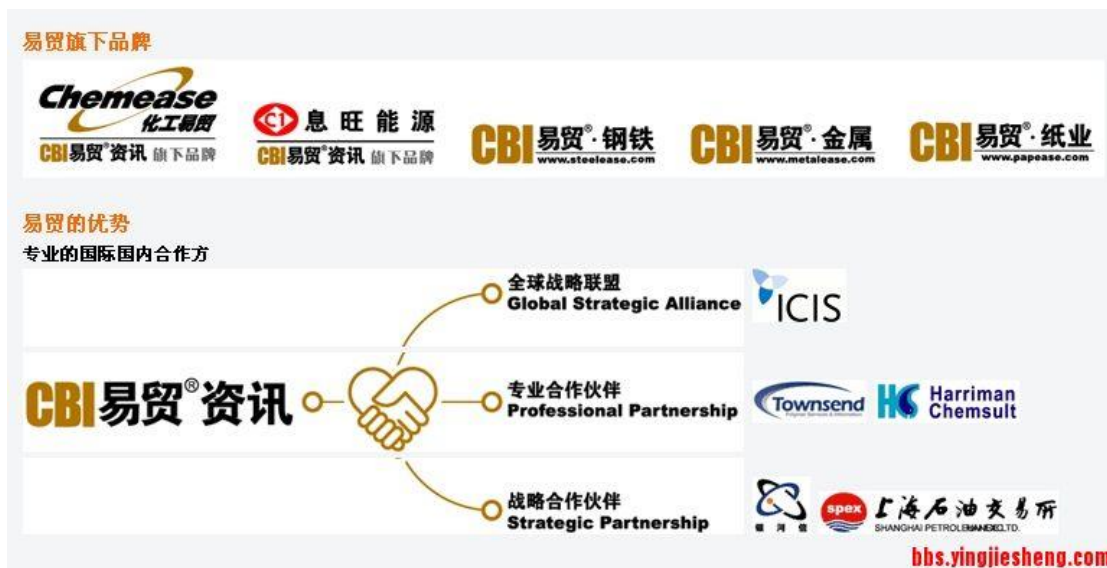 易贸旗下品牌
Chemease
化工易贸
CBI易贸®资讯 旗下品牌
C1 息旺能源
CBI易贸®资讯 旗下品牌
CBI易贸®·钢铁
www.steelease.com
CBI易贸®·金属
www.metalease.com
CBI易贸®·纸业
www.papease.com
易贸的优势
专业的国际国内合作方
全球战略联盟
Global Strategic Alliance
ICIS
CBI易贸®资讯
专业合作伙伴
Professional Partnership
Townsend
Harriman
Chemsult
战略合作伙伴
Strategic Partnership
银河信
spex 上海石油交易所
SHANGHAI PETROLEUM
bbs.yingjiesheng.com